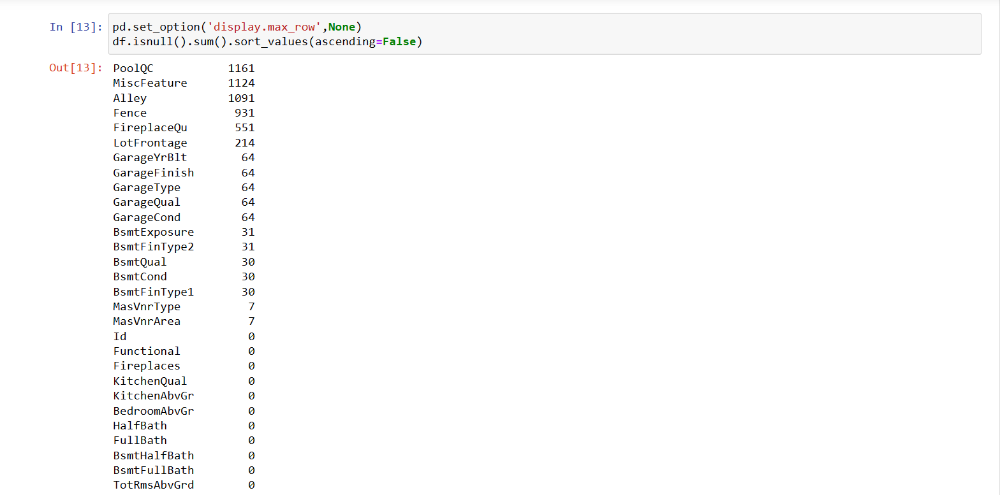 In [13]: pd.set_option('display.max_row',None)
df.isnull().sum().sort_values(ascending=False)
Out[13]: PoolQC 1161
MiscFeature 1124
Alley 1091
Fence 931
FireplaceQu 551
LotFrontage 214
GarageYrBlt 64
GarageFinish 64
GarageType 64
GarageQual 64
GarageCond 64
BsmtExposure 31
BsmtFinType2 31
BsmtQual 30
BsmtCond 30
BsmtFinType1 30
MasVnrType 7
MasVnrArea 7
Id 0
Functional 0
Fireplaces 0
KitchenQual 0
KitchenAbvGr 0
BedroomAbvGr 0
HalfBath 0
FullBath 0
BsmtHalfBath 0
BsmtFullBath 0
TotRmsAbvGrd 0